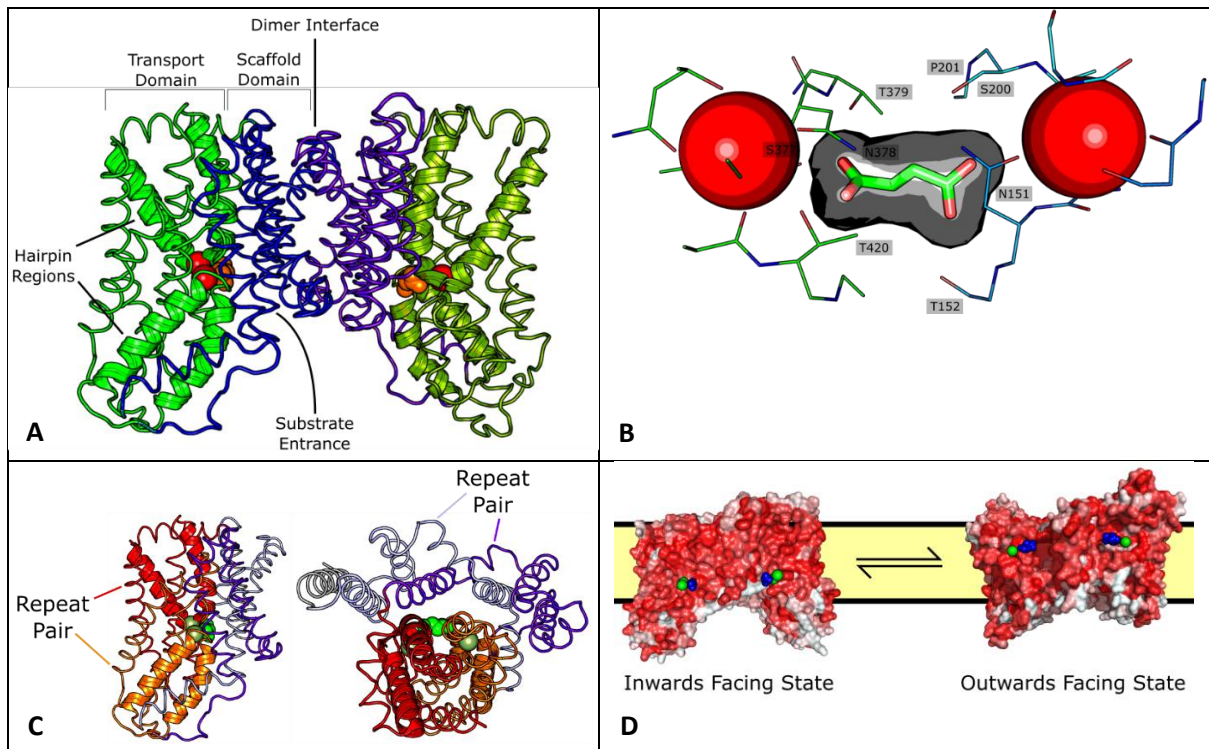 Dimer Interface
Transport
Domain
Scaffold
Domain
Hairpin
Regions
Substrate
Entrance
A
P201
S200
T379
S377
N378
N151
T420
T152
B
Repeat
Pair
Repeat
Pair
C
Inwards Facing State
Outwards Facing State
D